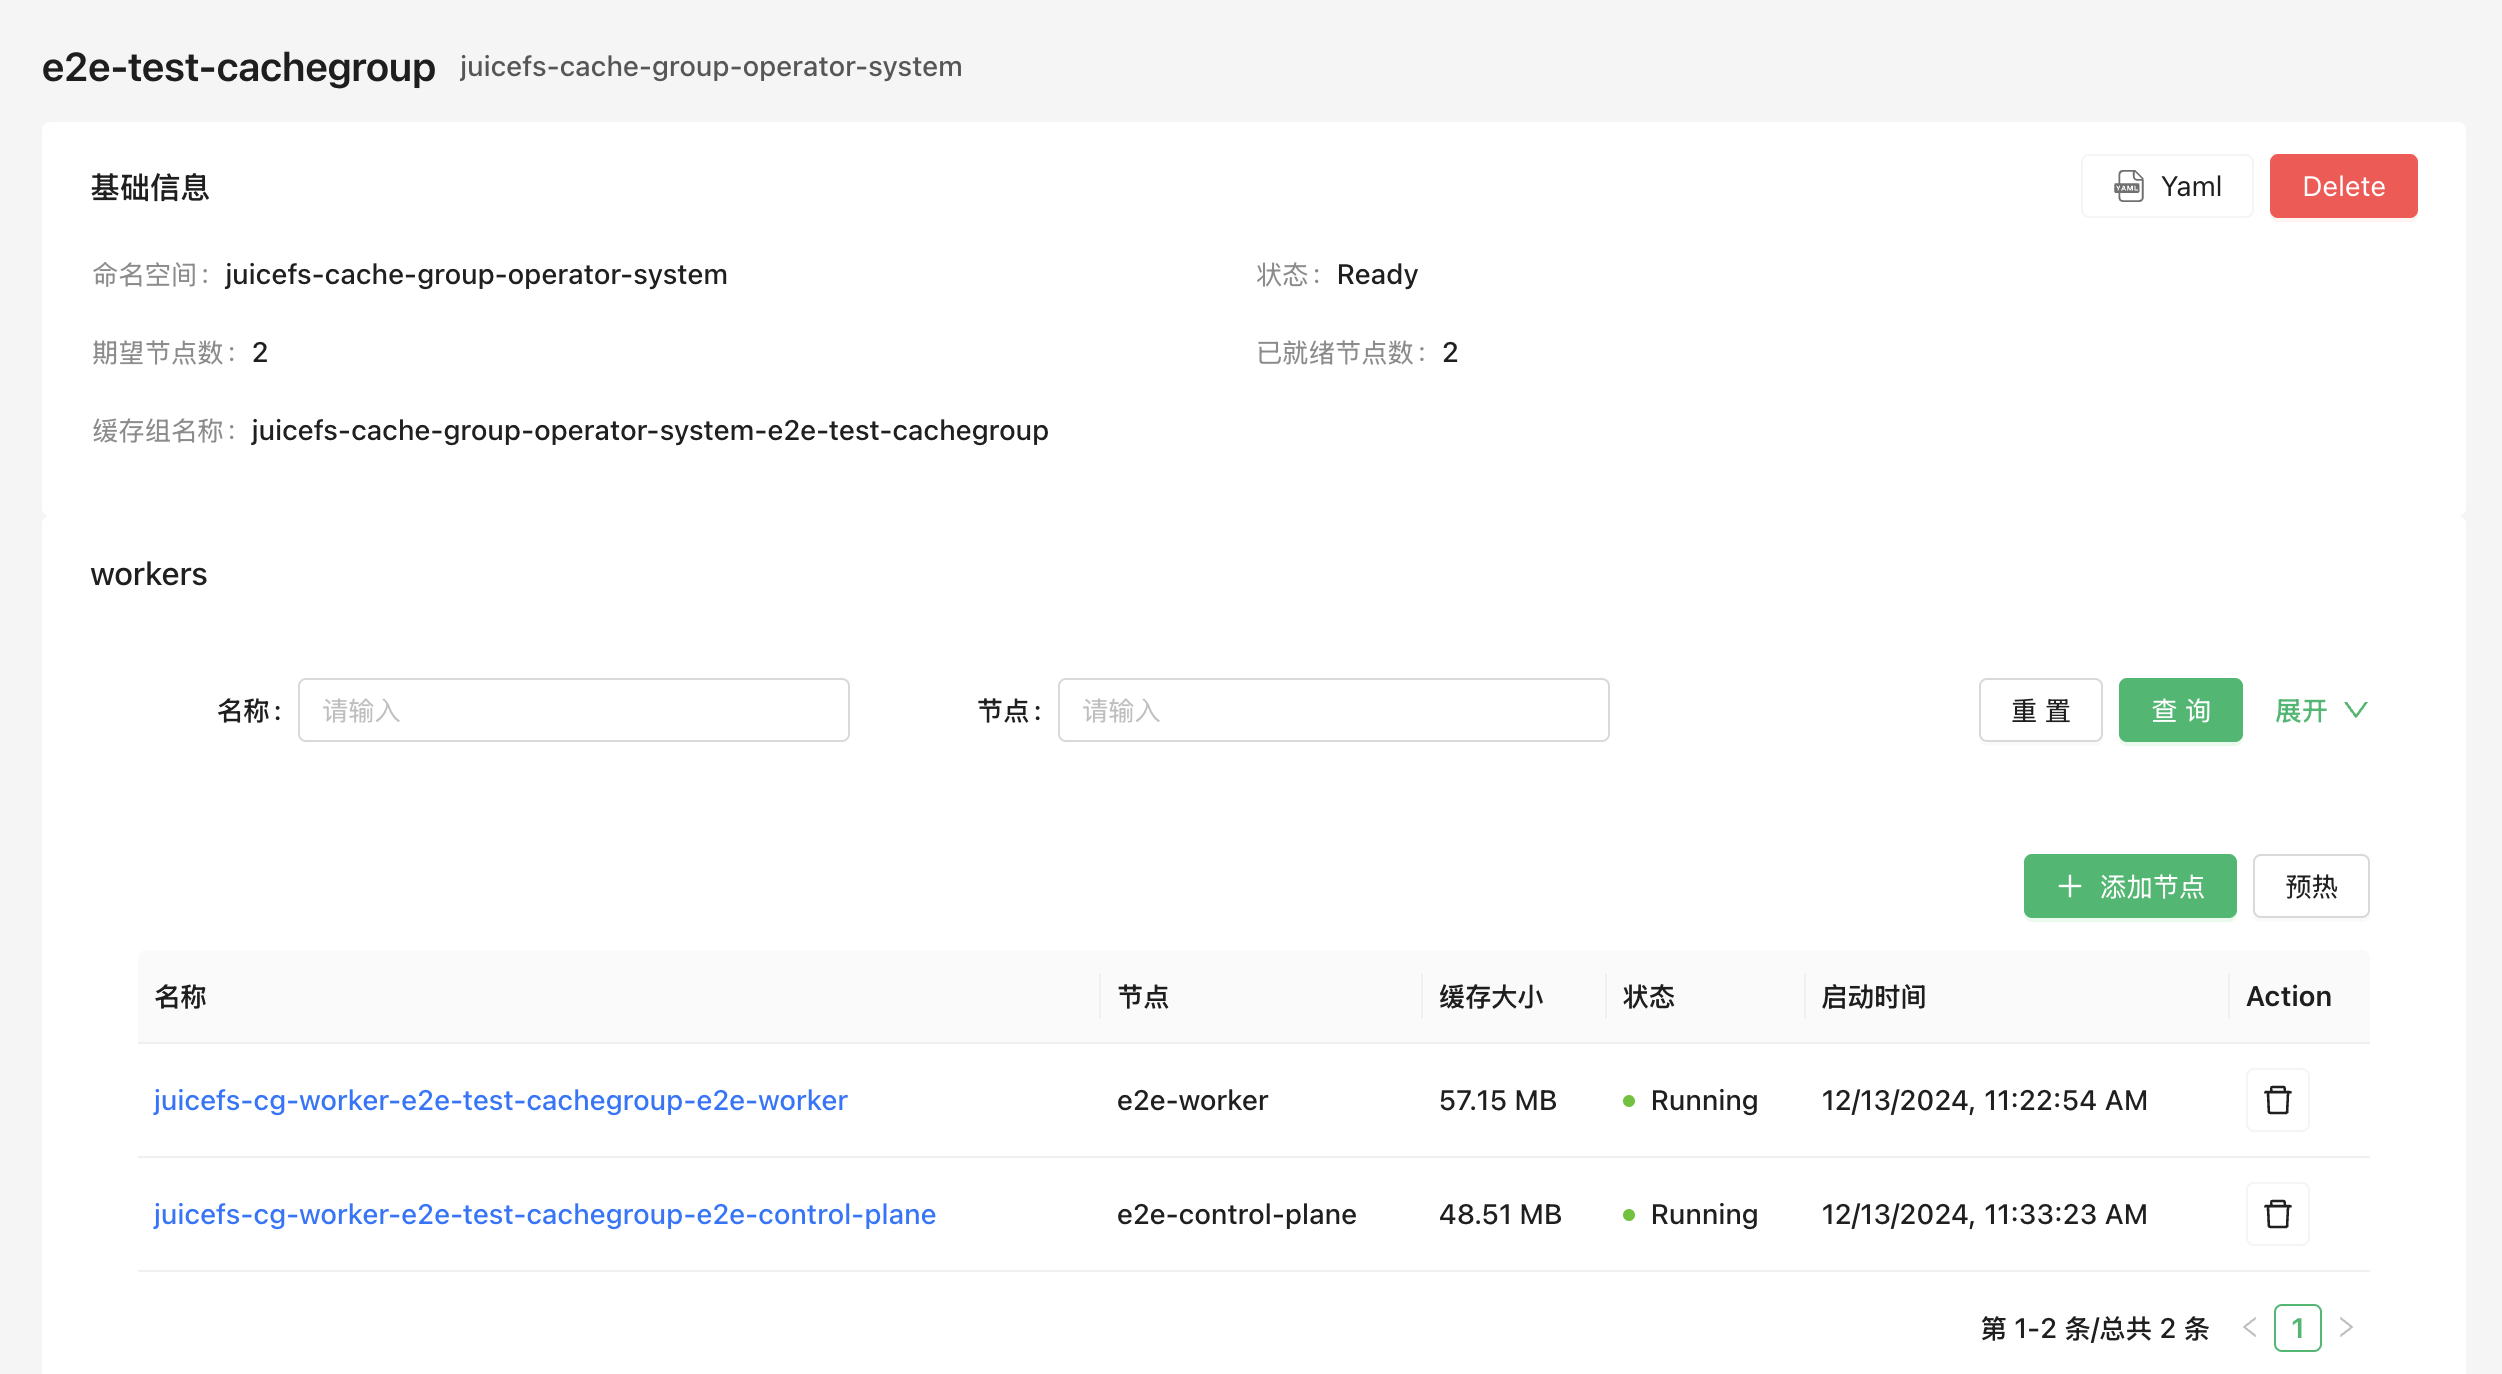 e2e-test-cachegroup juicefs-cache-group-operator-system
基础信息 YAML Yaml Delete
命名空间: juicefs-cache-group-operator-system 状态: Ready
期望节点数: 2 已就绪节点数: 2
缓存组名称: juicefs-cache-group-operator-system-e2e-test-cachegroup
workers
名称: 请输入 节点: 请输入 重 置 查 询 展开
+ 添加节点 预热
名称 节点 缓存大小 状态 启动时间 Action
juicefs-cg-worker-e2e-test-cachegroup-e2e-worker e2e-worker 57.15 MB Running 12/13/2024, 11:22:54 AM
juicefs-cg-worker-e2e-test-cachegroup-e2e-control-plane e2e-control-plane 48.51 MB Running 12/13/2024, 11:33:23 AM
第 1-2 条/总共 2 条 < 1 >